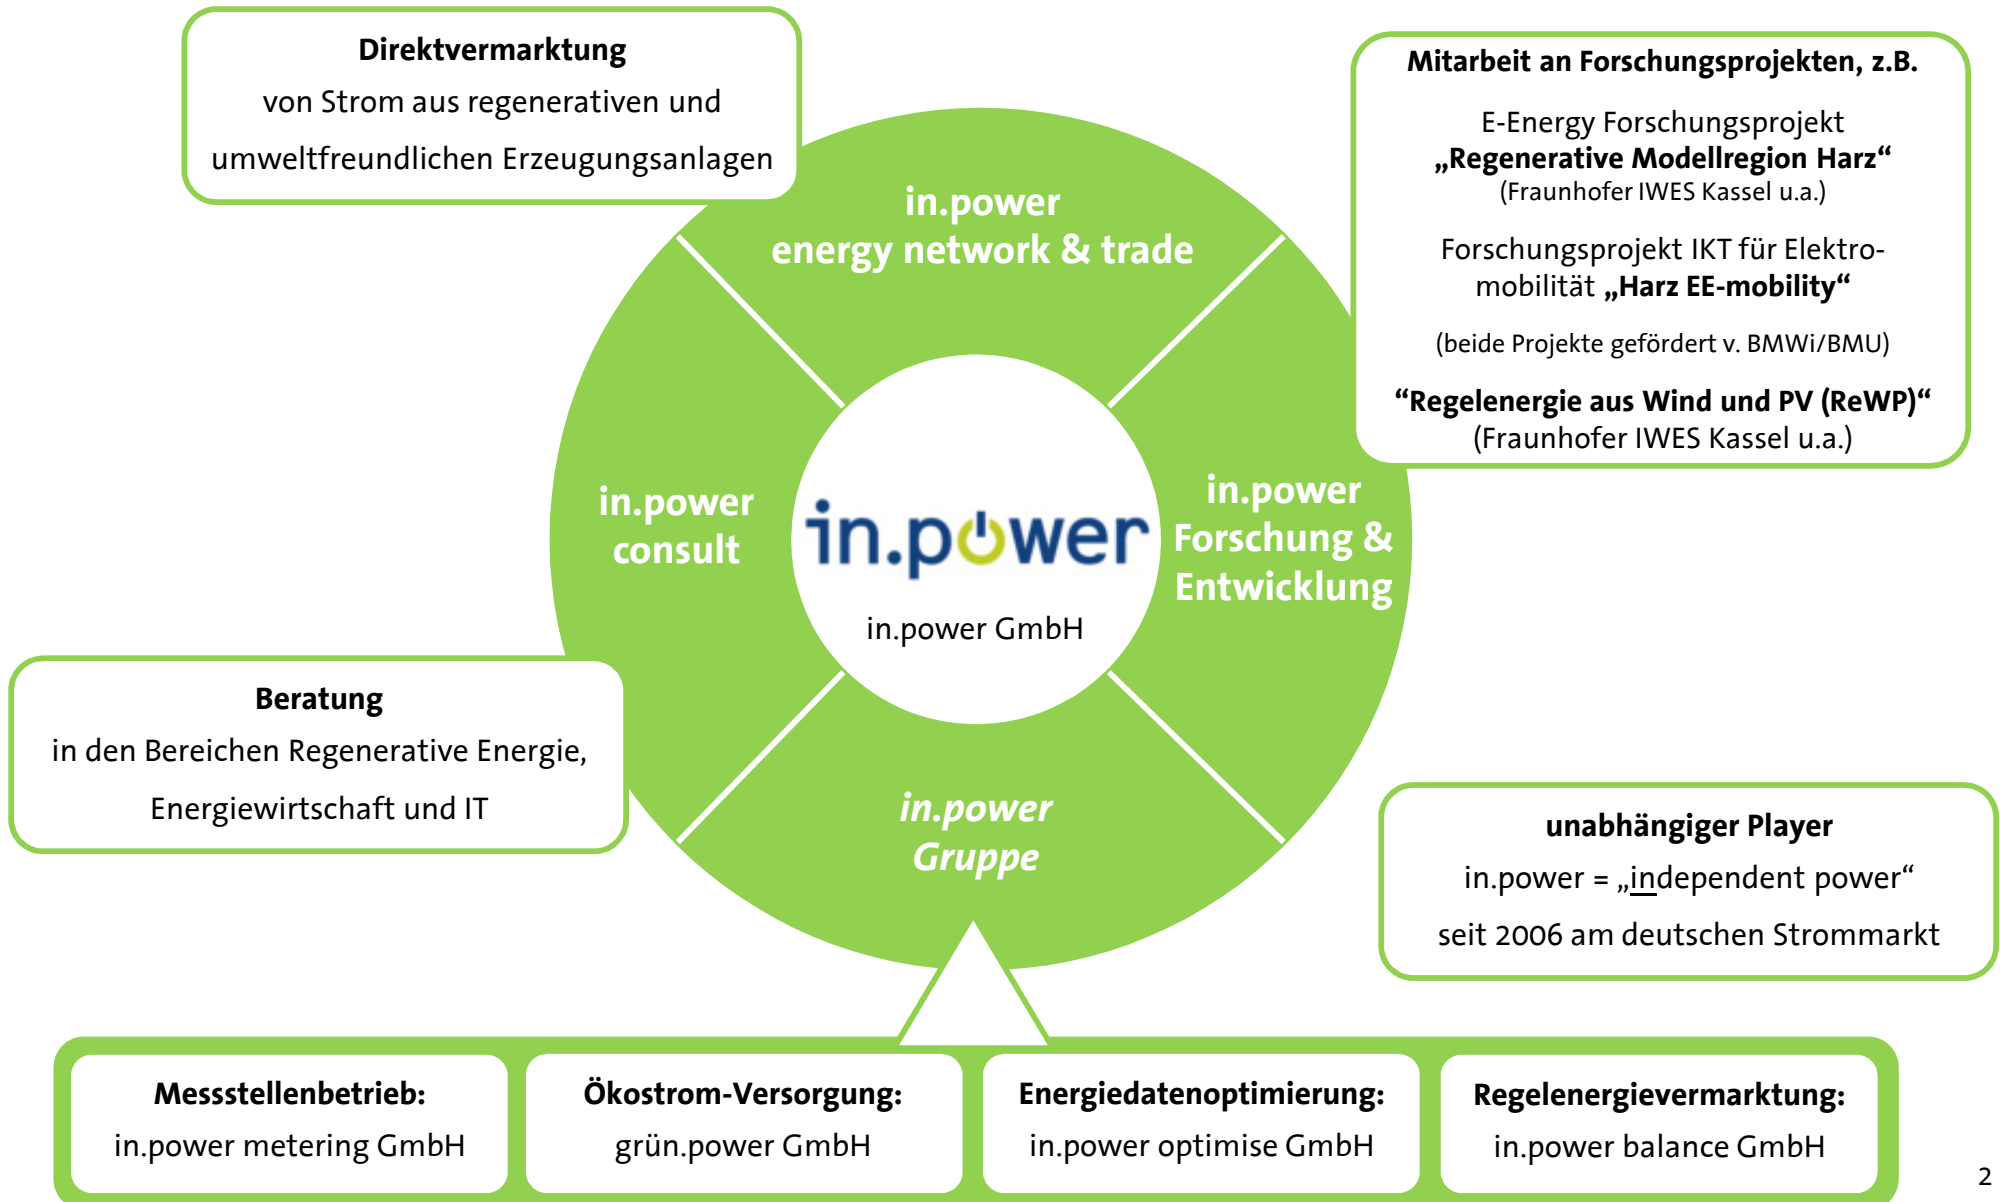 Direktvermarktung
von Strom aus regenerativen und
umweltfreundlichen Erzeugungsanlagen
Mitarbeit an Forschungsprojekten, z.B.
E-Energy Forschungsprojekt
„Regenerative Modellregion Harz“
(Fraunhofer IWES Kassel u.a.)
Forschungsprojekt IKT für Elektro-
mobilität „Harz EE-mobility“
(beide Projekte gefördert v. BMWi/BMU)
“Regelenergie aus Wind und PV (ReWP)“
(Fraunhofer IWES Kassel u.a.)
in.power
energy network & trade
in.power
consult
in.power
in.power GmbH
in.power
Forschung &
Entwicklung
Beratung
in den Bereichen Regenerative Energie,
Energiewirtschaft und IT
in.power
Gruppe
unabhängiger Player
in.power = „independent power“
seit 2006 am deutschen Strommarkt
Messstellenbetrieb:
in.power metering GmbH
Ökostrom-Versorgung:
grün.power GmbH
Energiedatenoptimierung:
in.power optimise GmbH
Regelenergievermarktung:
in.power balance GmbH
2